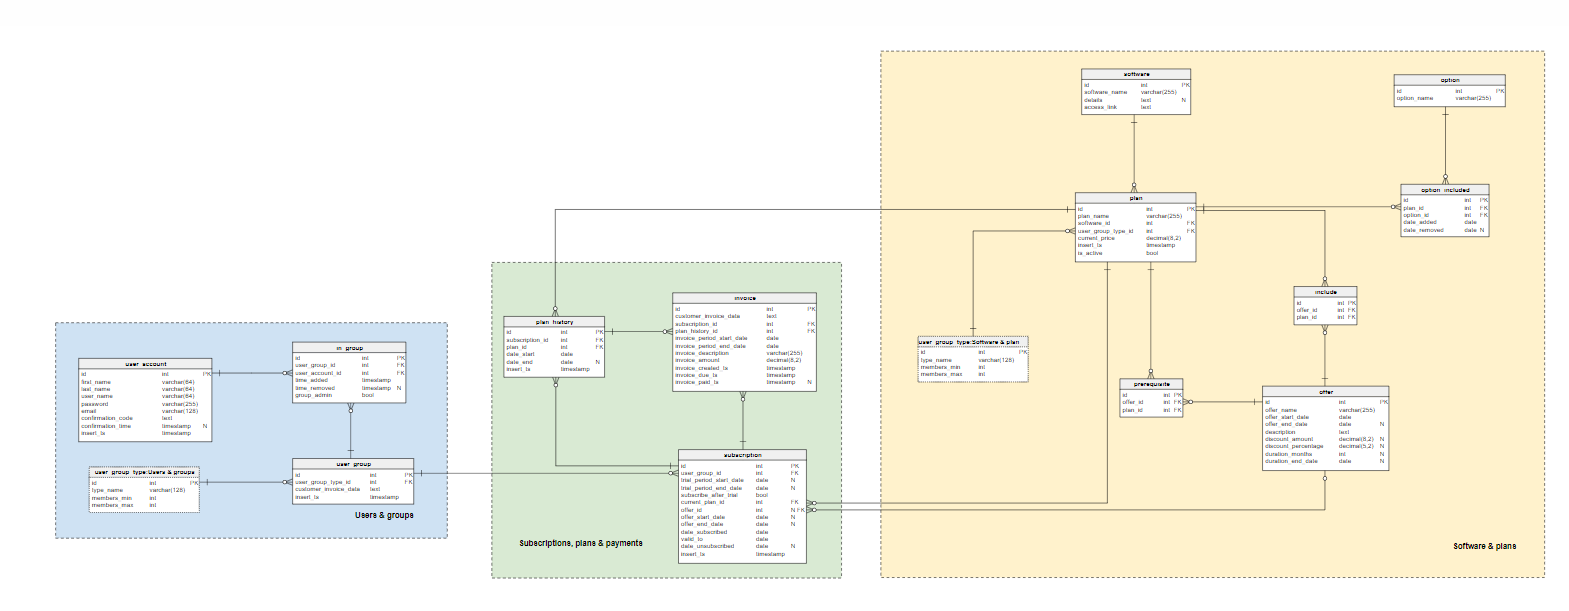 software
id int PK
software_name varchar(255)
details text N
access_link text
option
id int PK
option_name varchar(255)
plan
id int PK
plan_name varchar(255)
software_id int FK
user_group_type_id int FK
current_price decimal(8,2)
insert_ts timestamp
is_active bool
option_included
id int PK
plan_id int FK
option_id int FK
date_added date
date_removed date N
include
id int PK
offer_id int FK
plan_id int FK
user_group_type:Software & plan
id int PK
type_name varchar(128)
members_min int
members_max int
prerequisite
id int PK
offer_id int FK
plan_id int FK
offer
id int PK
offer_name varchar(255)
offer_start_date date
offer_end_date date N
description text
discount_amount decimal(8,2) N
discount_percentage decimal(5,2) N
duration_months int N
duration_end_date date N
Software & plans
plan_history
id int PK
subscription_id int FK
plan_id int FK
date_start date
date_end date N
insert_ts timestamp
invoice
id int PK
customer_invoice_data text
subscription_id int FK
plan_history_id int FK
invoice_period_start_date date
invoice_period_end_date date
invoice_description varchar(255)
invoice_amount decimal(8,2)
invoice_created_ts timestamp
invoice_due_ts timestamp
invoice_paid_ts timestamp N
subscription
id int PK
user_group_id int FK
trial_period_start_date date N
trial_period_end_date date N
subscribe_after_trial bool
current_plan_id int FK
offer_id int N FK
offer_start_date date N
offer_end_date date N
date_subscribed date
valid_to date
date_unsubscribed date N
insert_ts timestamp
Subscriptions, plans & payments
user_account
id int PK
first_name varchar(64)
last_name varchar(64)
user_name varchar(64)
password varchar(255)
email varchar(128)
confirmation_code text
confirmation_time timestamp N
insert_ts timestamp
in_group
id int PK
user_group_id int FK
user_account_id int FK
time_added timestamp
time_removed timestamp N
group_admin bool
user_group_type:Users & groups
id int PK
type_name varchar(128)
members_min int
members_max int
user_group
id int PK
user_group_type_id int FK
customer_invoice_data text
insert_ts timestamp
Users & groups